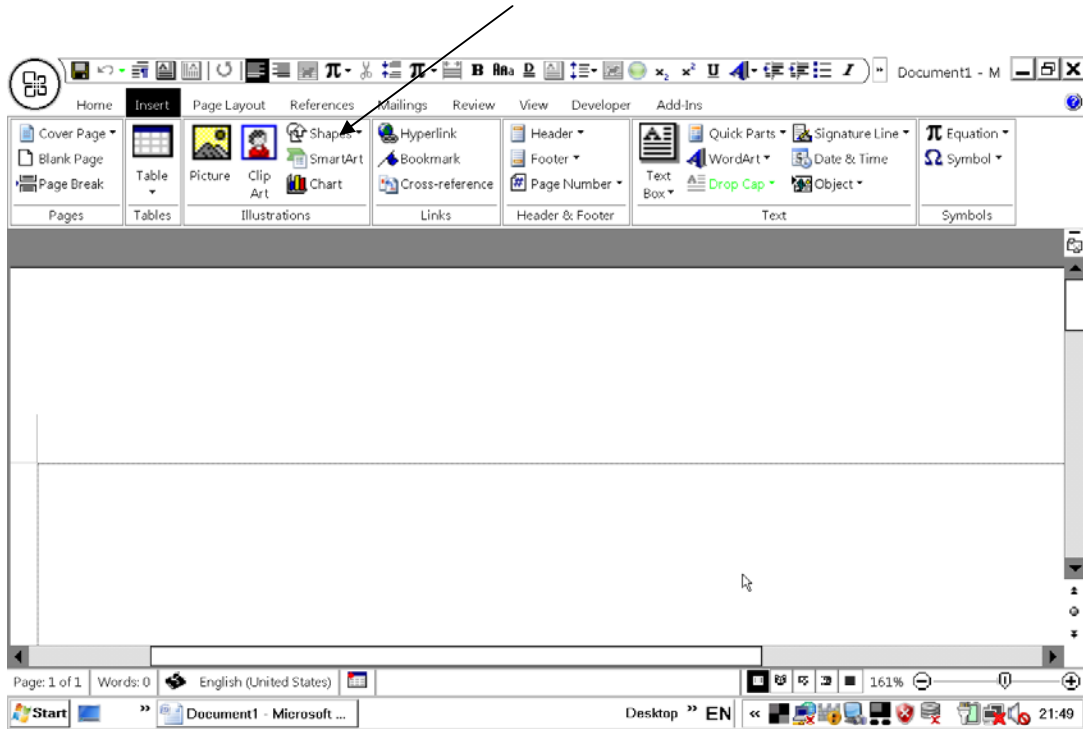 Document1 - M
Home Insert Page Layout References Mailings Review View Developer Add-Ins
Cover Page Shapes Hyperlink Header Quick Parts Signature Line π Equation
Blank Page SmartArt Bookmark Footer WordArt Date & Time Ω Symbol
Page Break Table Picture Clip Art Chart Cross-reference Page Number Text Box Drop Cap Object
Pages Tables Illustrations Links Header & Footer Text Symbols
Page: 1 of 1 Words: 0 English (United States) 161%
Start Document1 - Microsoft ... Desktop EN 21:49